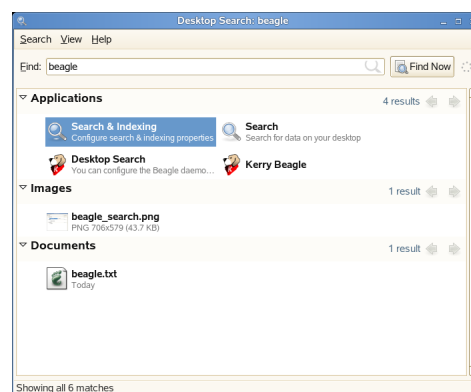 Desktop Search: beagle
Search View Help
Find: beagle Find Now
Applications 4 results
Search & Indexing
Configure search & indexing properties
Search
Search for data on your desktop
Desktop Search
You can configure the Beagle daemo...
Kerry Beagle
Images 1 result
beagle_search.png
PNG 706x579 (43.7 KB)
Documents 1 result
beagle.txt
Today
Showing all 6 matches